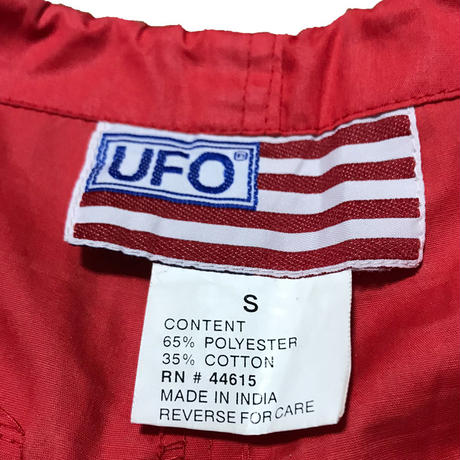 UFO®
S
CONTENT
65% POLYESTER
35% COTTON
RN # 44615
MADE IN INDIA
REVERSE FOR CARE